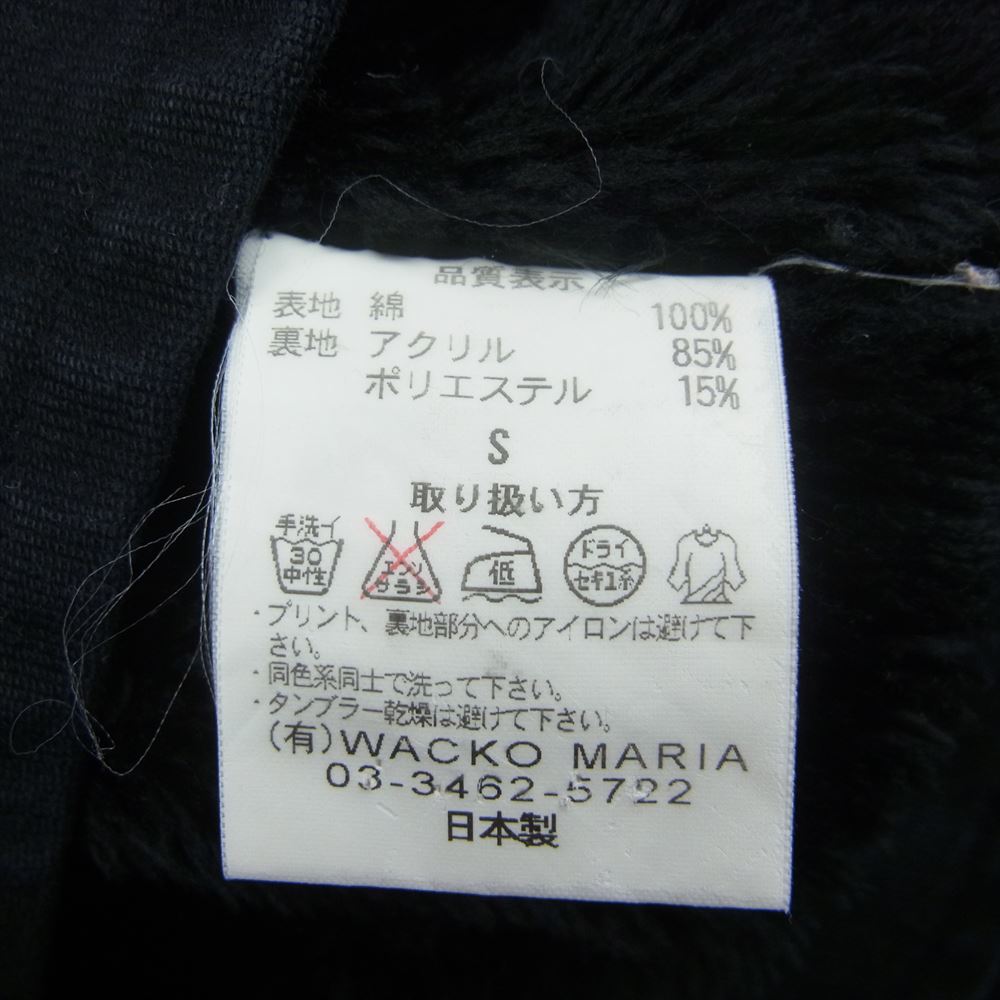 品質表示
表地 綿 100%
裏地 アクリル 85%
ポリエステル 15%
S
取り扱い方
手洗イ
30
中性
エンソ
サラシ
低
ドライ
セキユ系
・プリント、裏地部分へのアイロンは避けて下
さい。
・同色系同士で洗って下さい。
・タンブラー乾燥は避けて下さい。
(有)WACKO MARIA
03-3462-5722
日本製